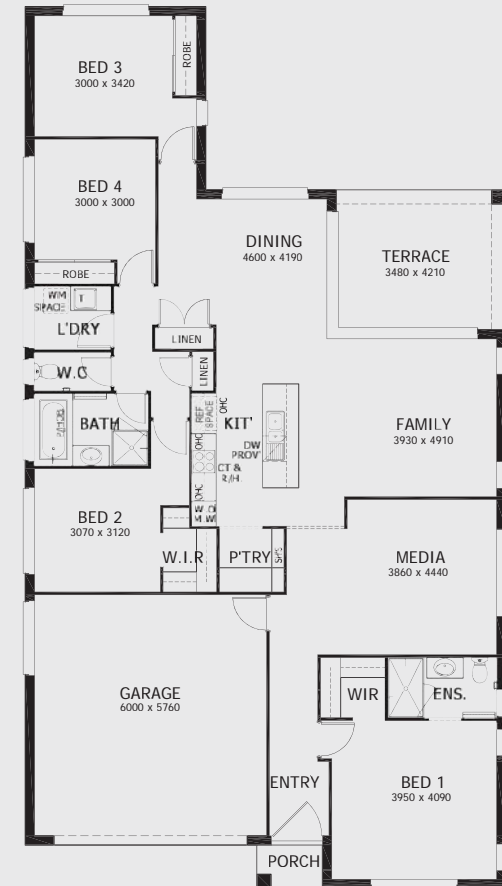 BED 3
3000 x 3420
ROBE
BED 4
3000 x 3000
ROBE
DINING
4600 x 4190
TERRACE
3480 x 4210
WM
SPACE
T
L'DRY
LINEN
W.C
LINEN
BATH
REF
SPACE
OHC
KIT'
DW
PROV'
CT &
R/H.
OHC
OHC
FAMILY
3930 x 4910
BED 2
3070 x 3120
W.I.R
P'TRY
SH'S
MEDIA
3860 x 4440
GARAGE
6000 x 5760
WIR
ENS.
ENTRY
BED 1
3950 x 4090
PORCH